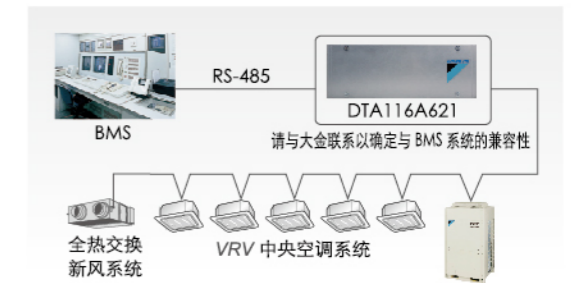 RS-485
DTA116A621
BMS
请与大金联系以确定与 BMS 系统的兼容性
全热交换
新风系统
VRV 中央空调系统